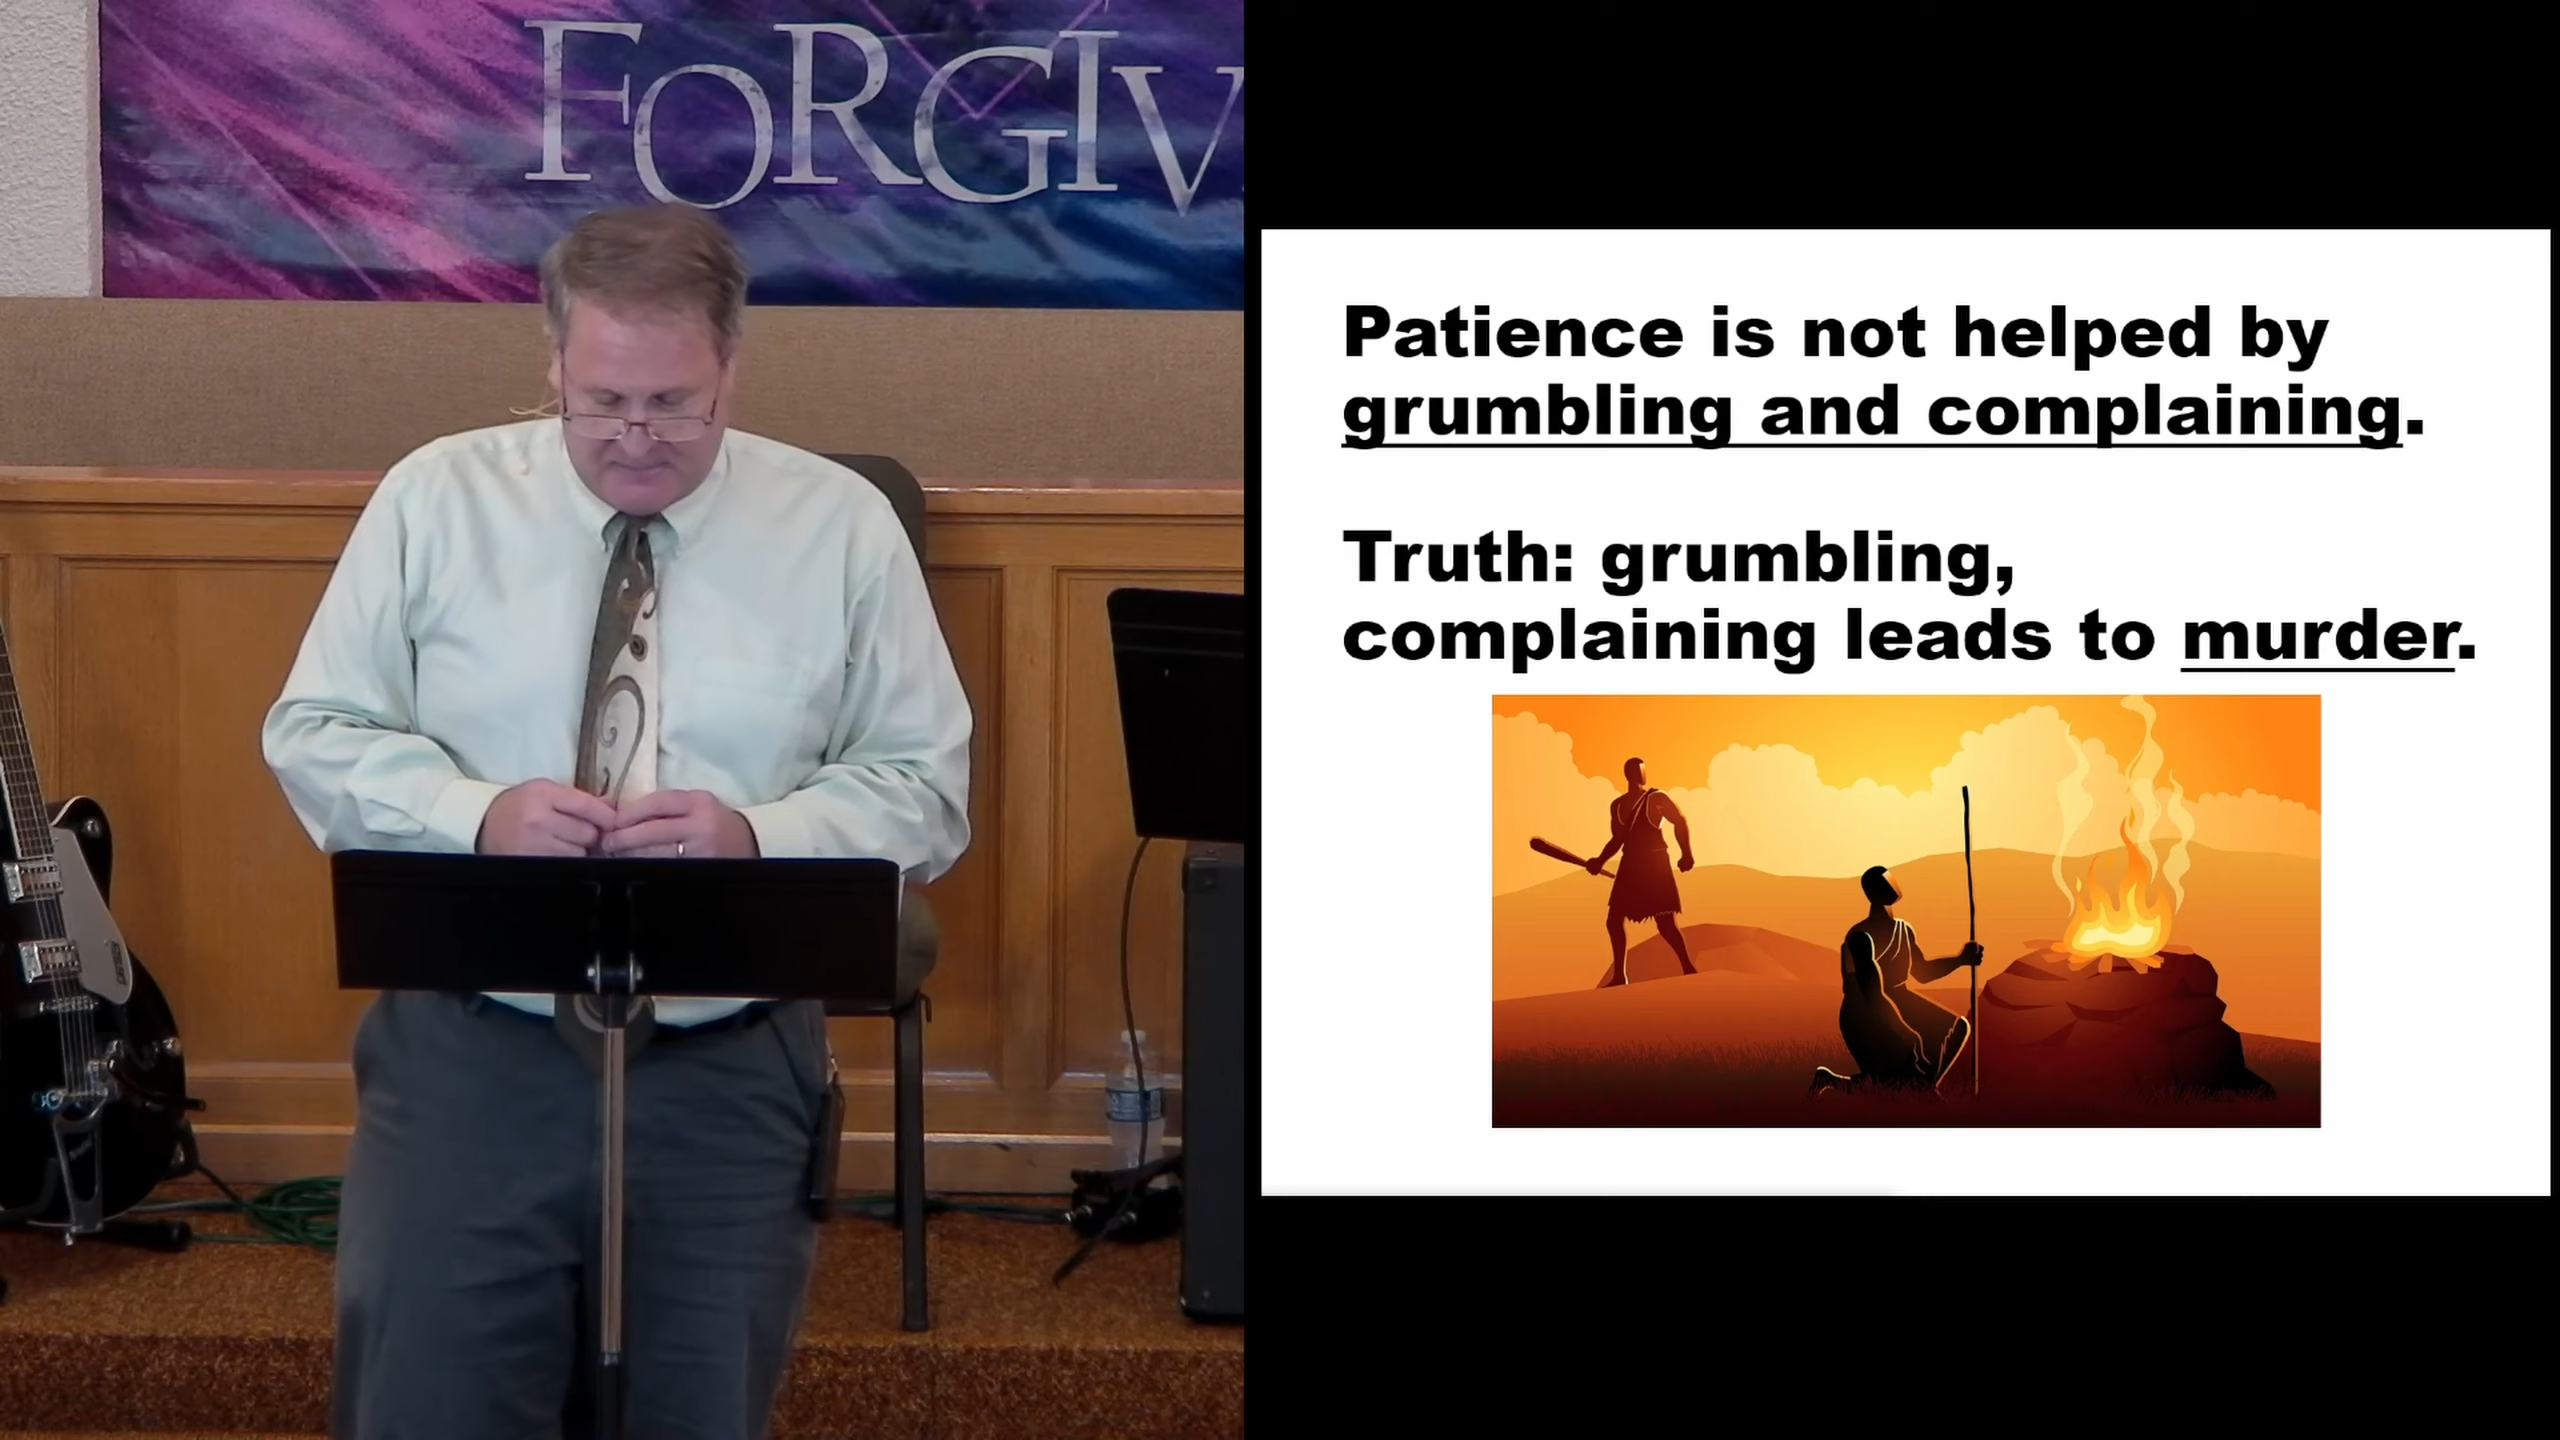 FORGIV
Patience is not helped by
grumbling and complaining.
Truth: grumbling,
complaining leads to murder.